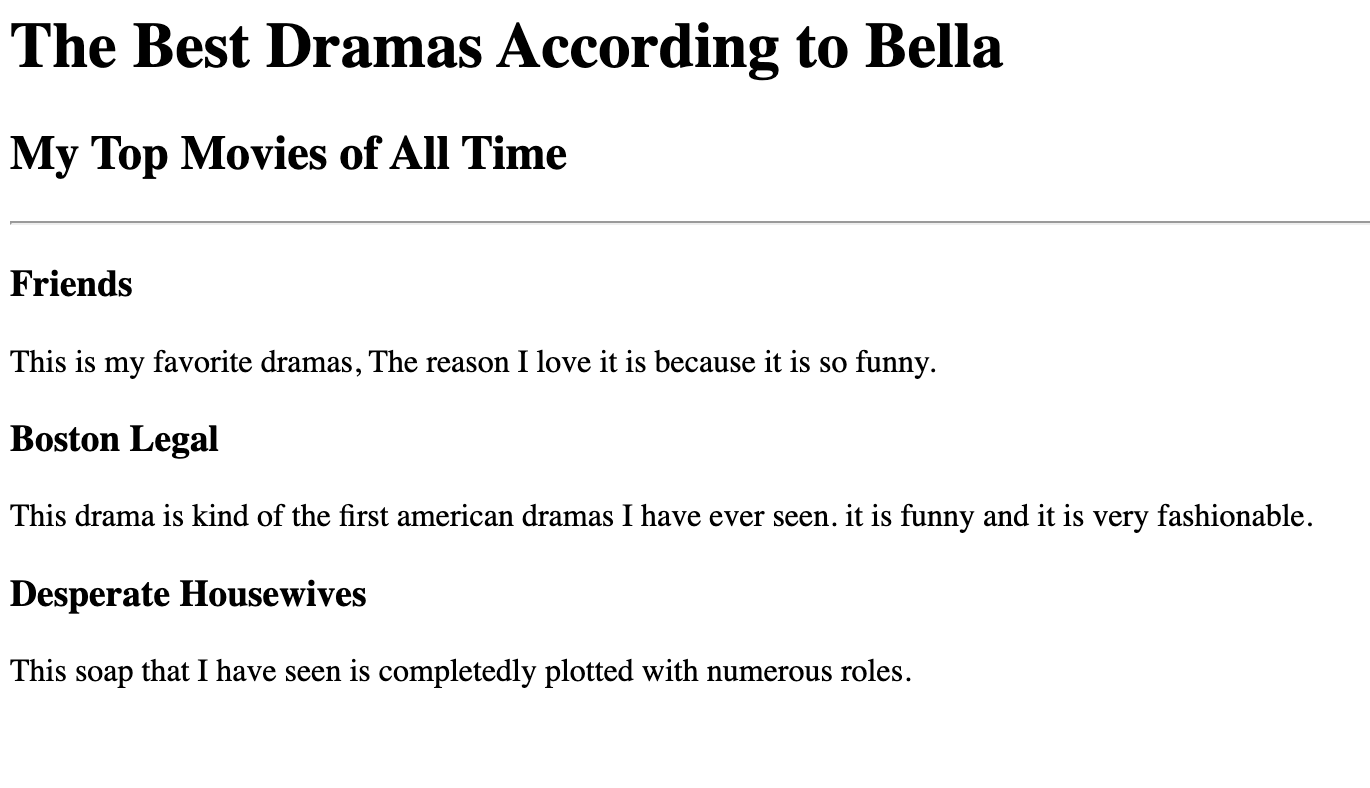 The Best Dramas According to Bella
My Top Movies of All Time
Friends
This is my favorite dramas, The reason I love it is because it is so funny.
Boston Legal
This drama is kind of the first american dramas I have ever seen. it is funny and it is very fashionable.
Desperate Housewives
This soap that I have seen is completedly plotted with numerous roles.